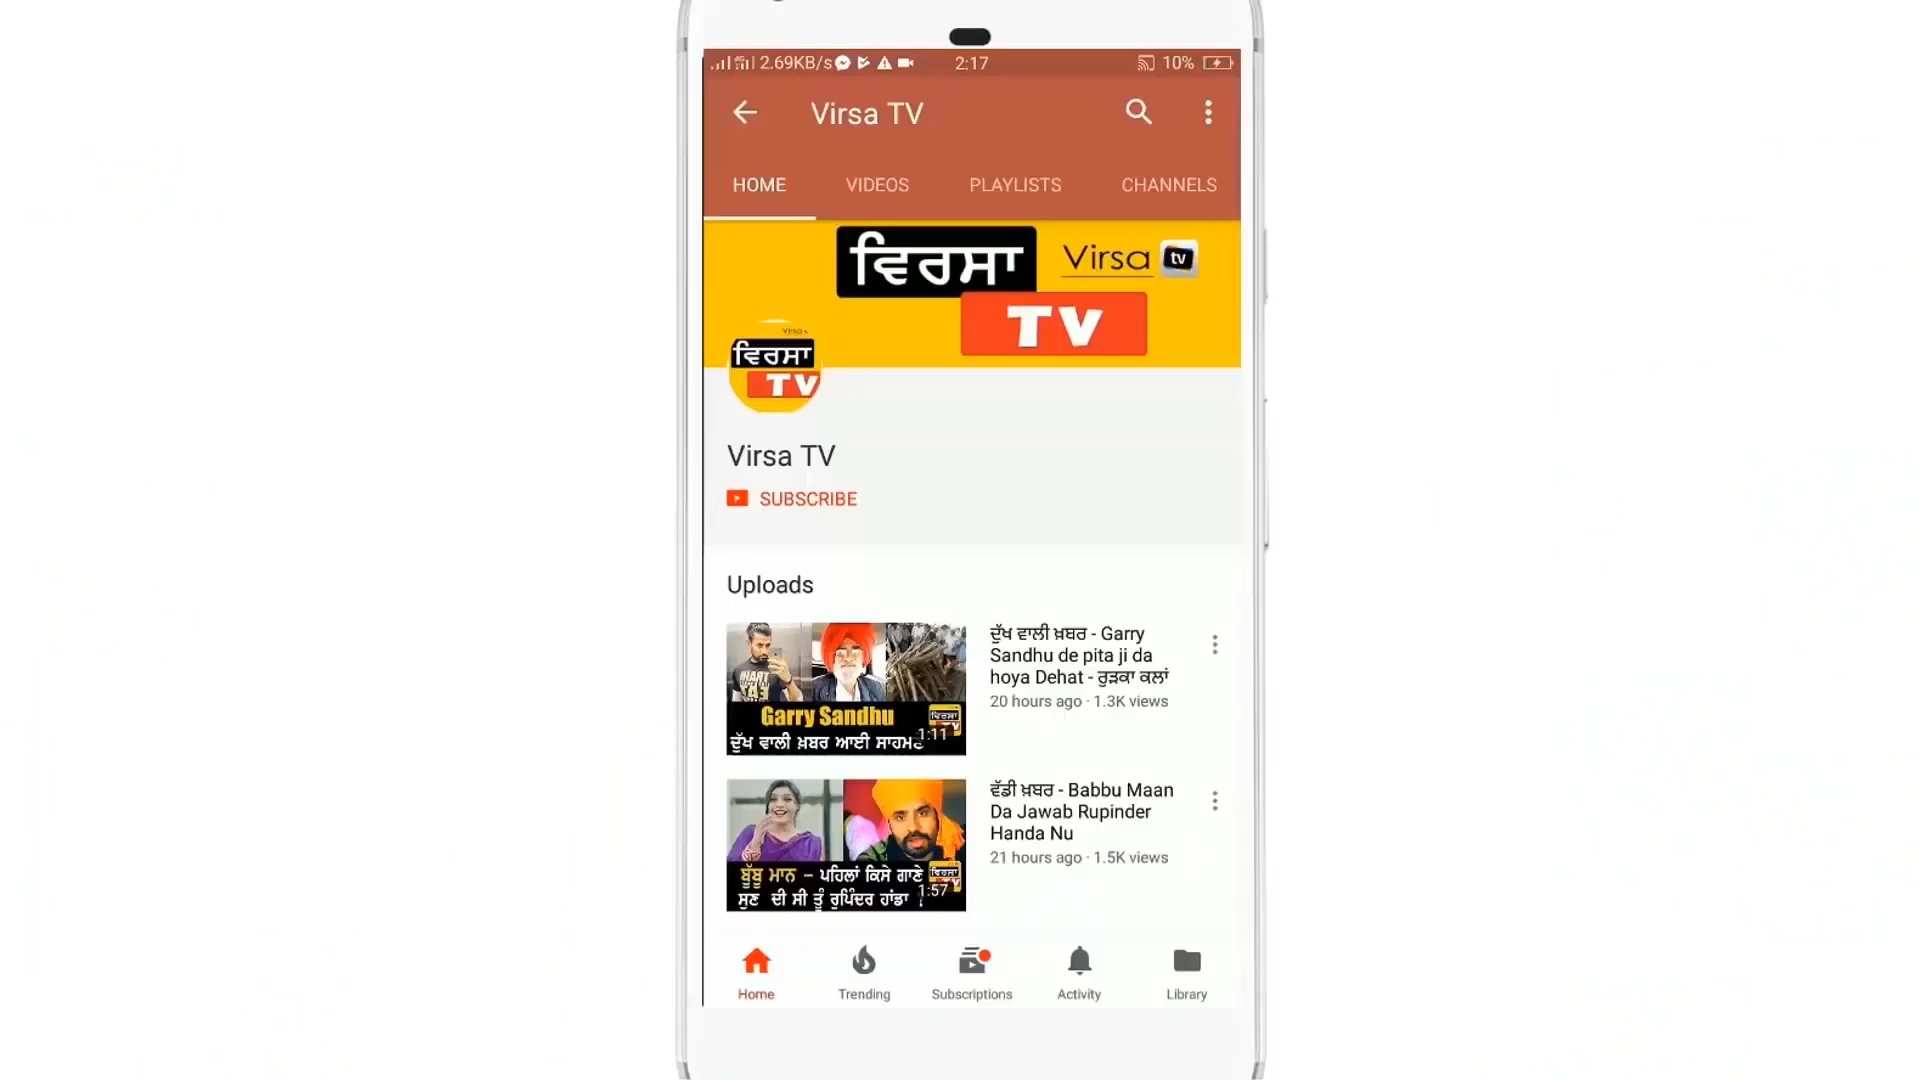 2.69KB/s 2:17 10%
Virsa TV
HOME VIDEOS PLAYLISTS CHANNELS
ਵਿਰਸਾ
Virsa tv
TV
ਵਿਰਸਾ
TV
Virsa TV
SUBSCRIBE
Uploads
Garry Sandhu
ਵਿਰਸਾ
ਦੁੱਖ ਵਾਲੀ ਖ਼ਬਰ ਆਈ ਸਾਹਮਣੇ
1:11
ਦੁੱਖ ਵਾਲੀ ਖ਼ਬਰ - Garry
Sandhu de pita ji da
hoya Dehat - ਰੁੜਕਾ ਕਲਾਂ
20 hours ago · 1.3K views
ਬੂੱਬੂ ਮਾਨ – ਪਹਿਲਾਂ ਕਿਸੇ ਗਾਣੇ
ਵਿਰਸਾ
ਸੁਣ ਦੀ ਸੀ ਤੂੰ ਰੁਪਿੰਦਰ ਹਾਂਡਾ ?
1:57
ਵੱਡੀ ਖ਼ਬਰ - Babbu Maan
Da Jawab Rupinder
Handa Nu
21 hours ago · 1.5K views
Home Trending Subscriptions Activity Library